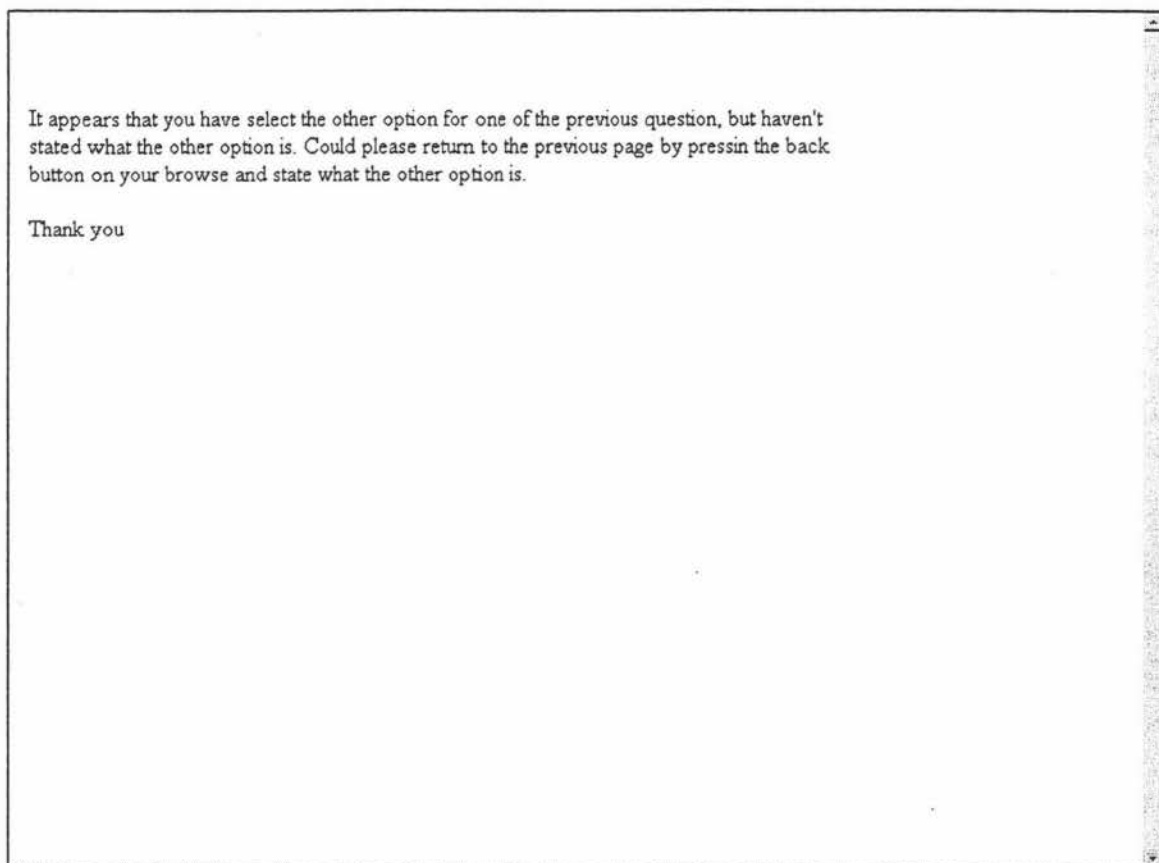 It appears that you have select the other option for one of the previous question, but haven't
stated what the other option is. Could please return to the previous page by pressin the back
button on your browse and state what the other option is.
Thank you